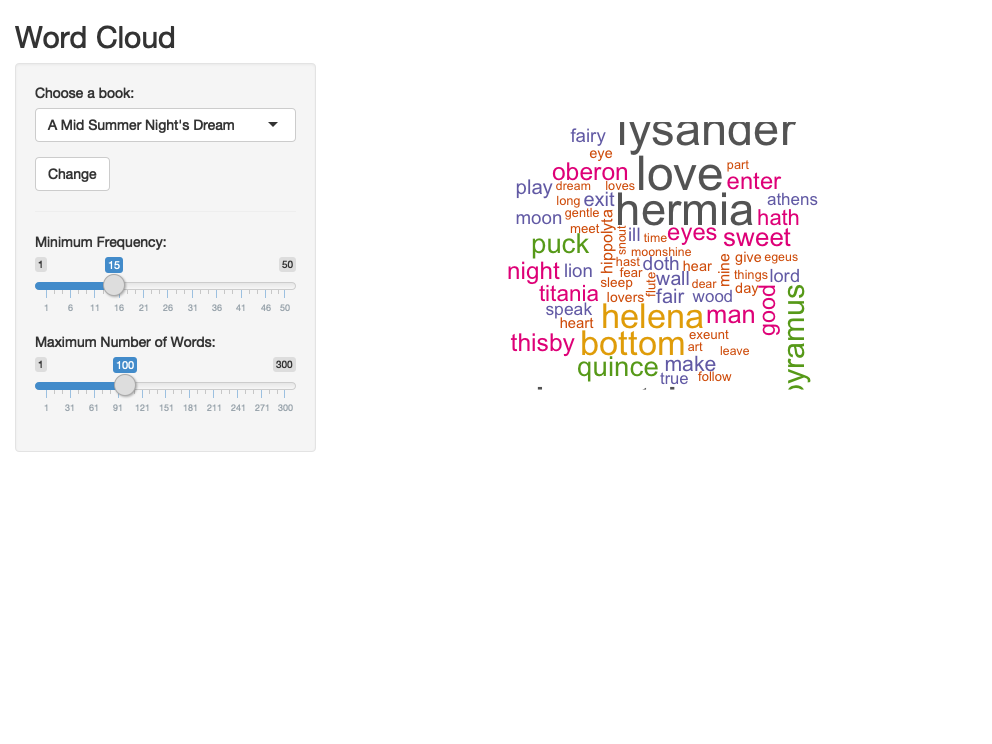 Word Cloud
Choose a book:
A Mid Summer Night's Dream
Change
Minimum Frequency:
1 15 50
1 6 11 16 21 26 31 36 41 46 50
Maximum Number of Words:
1 100 300
1 31 61 91 121 151 181 211 241 271 300
lysander
fairy
eye
love
part
oberon
enter
play
dream
loves
long
exit
athens
hermia
gentle
moon
hath
meet
hippolyta
snout
ill
time
eyes
sweet
puck
moonshine
give
egeus
hast
doth
hear
mine
night
lion
fear
wall
things
lord
sleep
flute
dear
day
titania
lovers
fair
wood
good
pyramus
speak
heart
helena
man
thisby
bottom
exeunt
art
leave
quince
make
true
follow